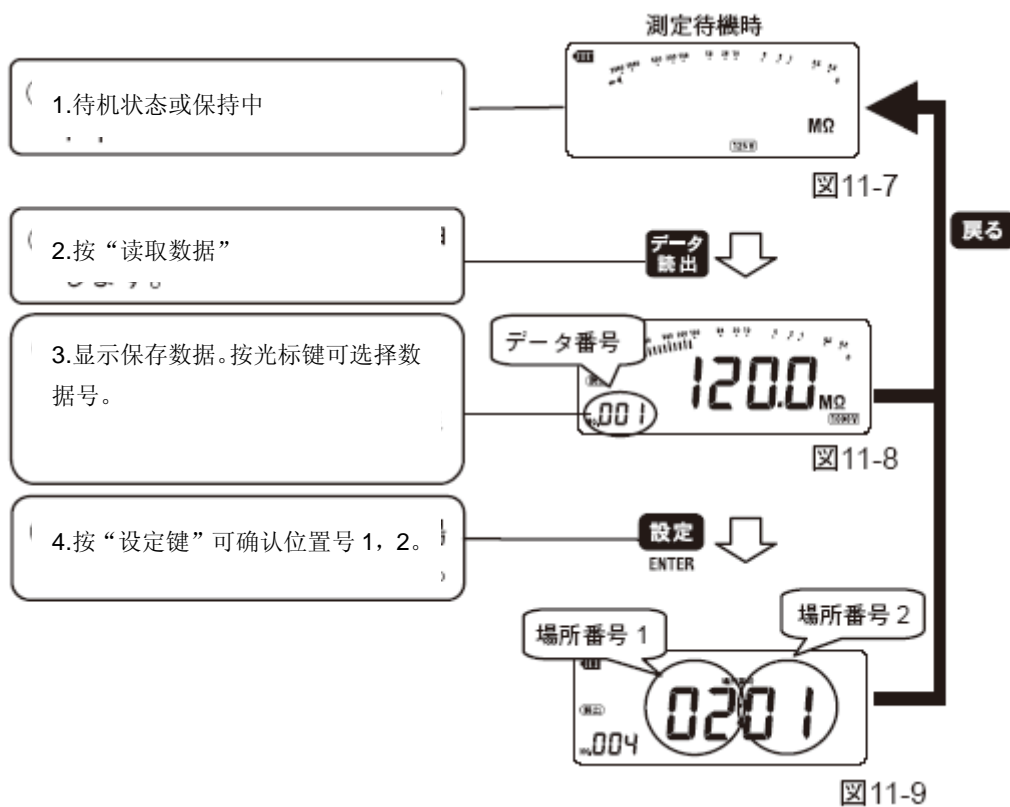 測定待機時
1.待机状态或保持中
MΩ
図11-7
2.按“读取数据”
データ
読出
戻る
3.显示保存数据。按光标键可选择数
据号。
データ番号
120.0
MΩ
001
図11-8
4.按“设定键”可确认位置号 1，2。
設定
ENTER
場所番号 1
場所番号 2
0201
004
図11-9